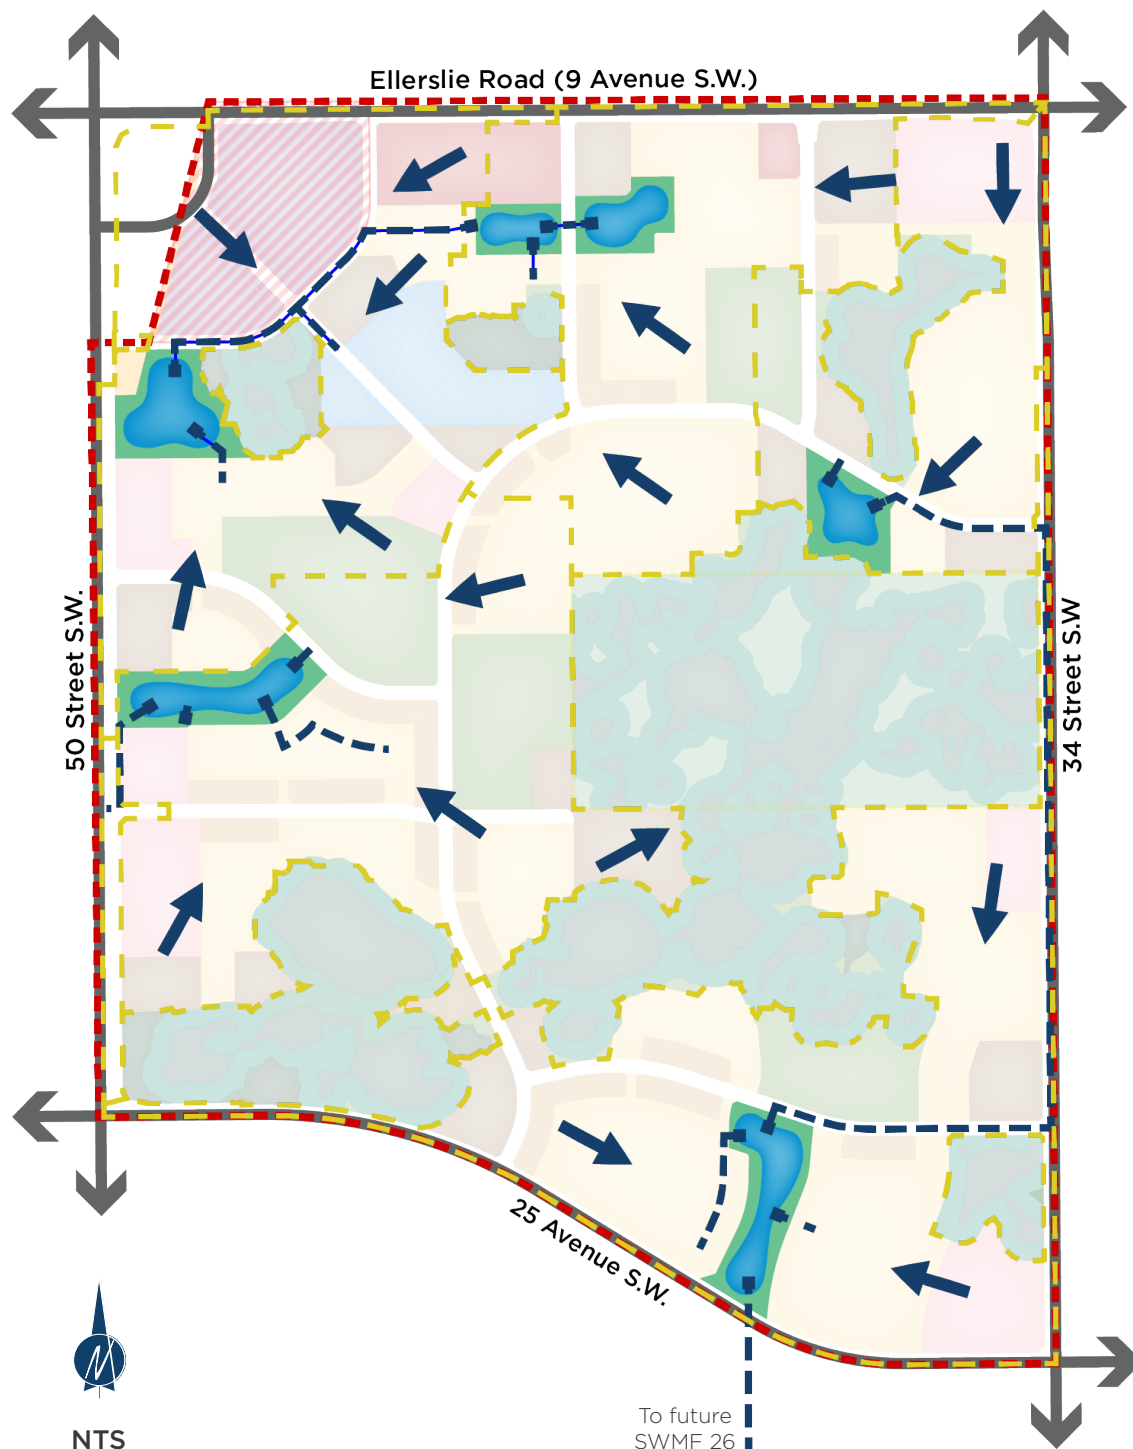 Ellerslie Road (9 Avenue S.W.)
50 Street S.W.
34 Street S.W
25 Avenue S.W.
NTS
To future
SWMF 26